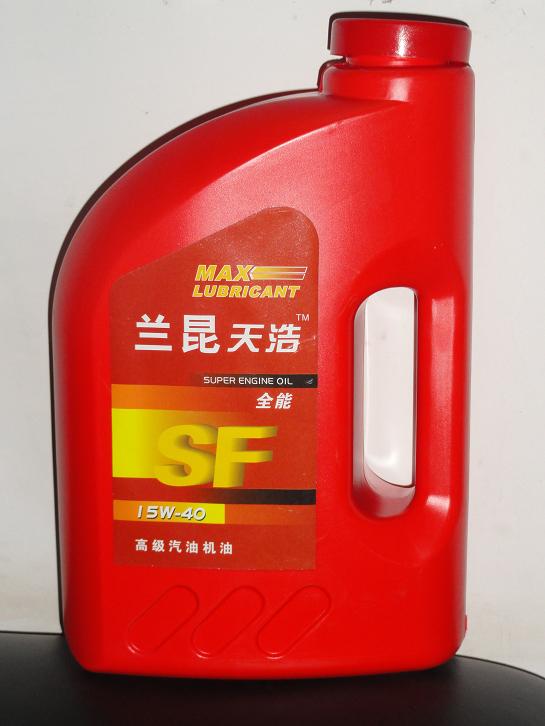 MAX
LUBRICANT
兰昆天浩™
SUPER ENGINE OIL
全能
SF
15W-40
高级汽油机油